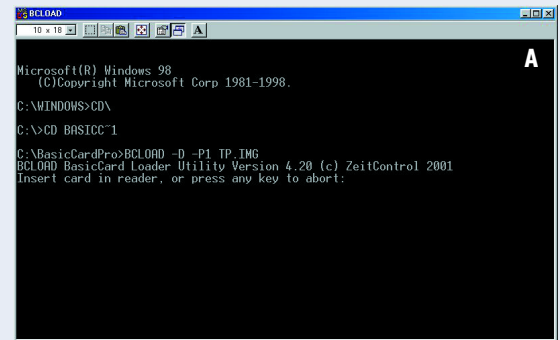 BCLOAD
10 x 18
A
A
Microsoft(R) Windows 98
(C)Copyright Microsoft Corp 1981-1998.
C:\WINDOWS>CD\
C:\>CD BASICC~1
C:\BasicCardPro>BCLOAD -D -P1 TP.IMG
BCLOAD BasicCard Loader Utility Version 4.20 (c) ZeitControl 2001
Insert card in reader, or press any key to abort: